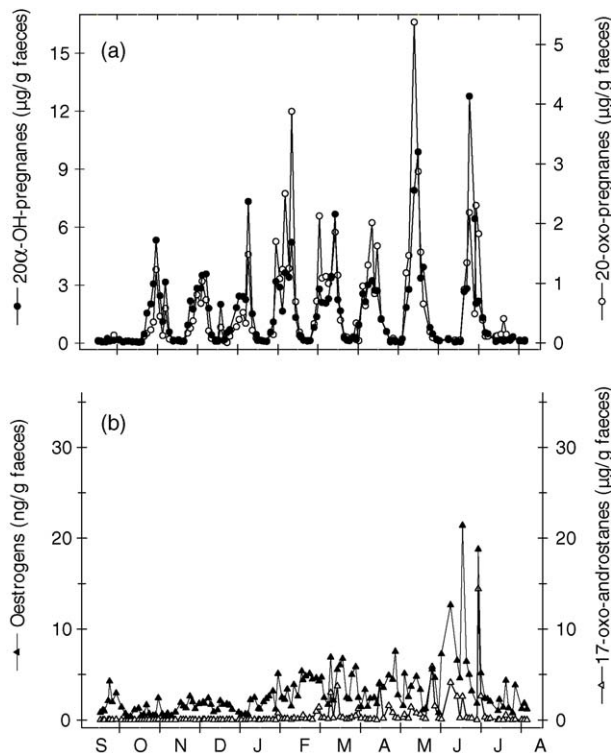 (a)
20α-OH-pregnanes (µg/g faeces)
15
12
9
6
3
0
5
4
3
2
1
0
20-oxo-pregnanes (µg/g faeces)
(b)
Oestrogens (ng/g faeces)
30
20
10
0
30
20
10
0
17-oxo-androstanes (µg/g faeces)
S O N D J F M A M J J A